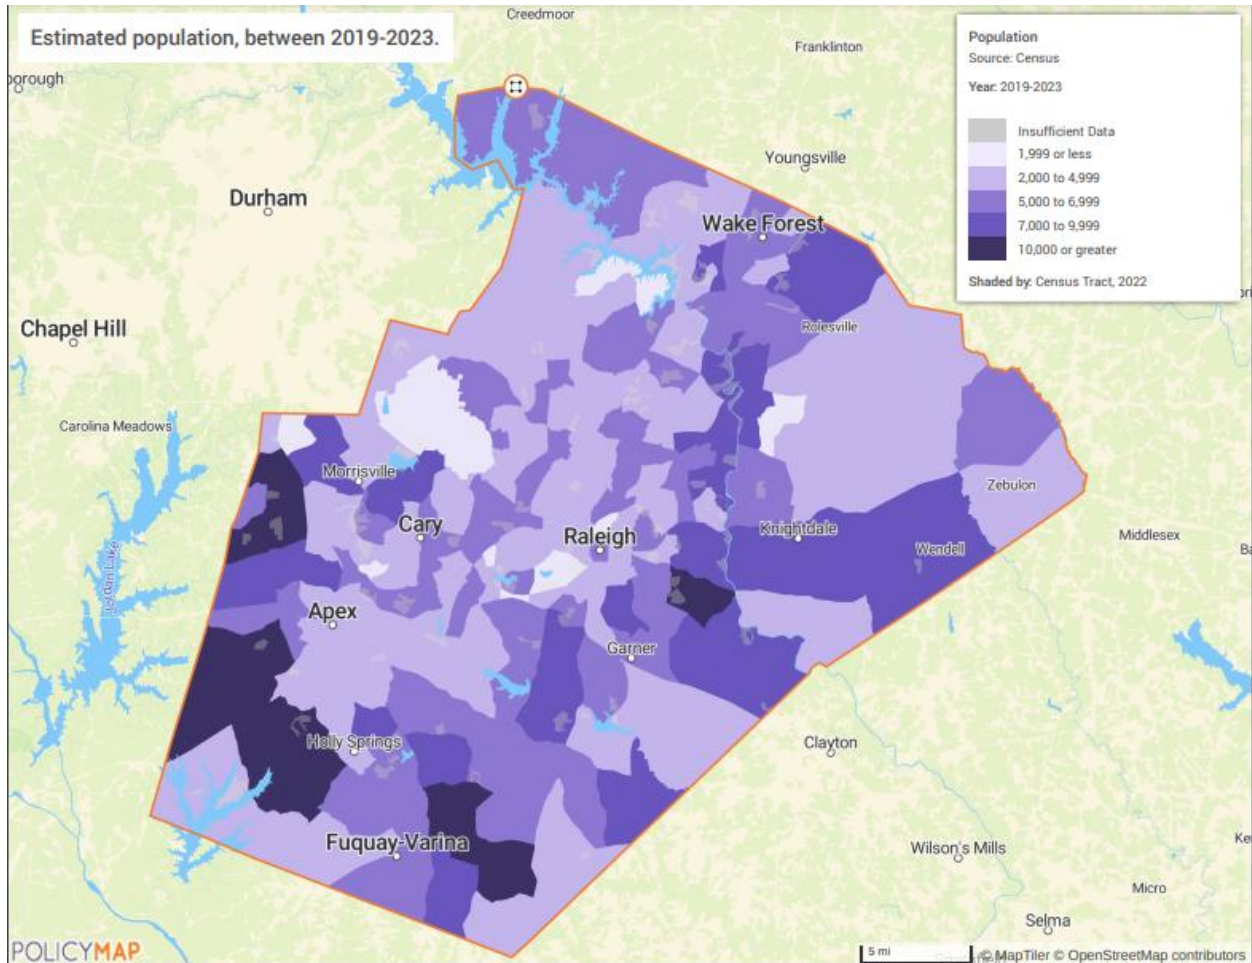 Estimated population, between 2019-2023.
Creedmoor
Franklinton
Population
Source: Census
Year: 2019-2023
Insufficient Data
1,999 or less
2,000 to 4,999
5,000 to 6,999
7,000 to 9,999
10,000 or greater
Shaded by: Census Tract, 2022
borough
Youngsville
Durham
Wake Forest
Chapel Hill
Rolesville
Carolina Meadows
Morrisville
Zebulon
Cary
Raleigh
Knightdale
Middlesex
Wendell
Ba
Jordan Lake
Apex
Garner
Holly Springs
Clayton
Fuquay-Varina
Wilson's Mills
Ke
Micro
Selma
POLICYMAP
5 mi
© MapTiler © OpenStreetMap contributors